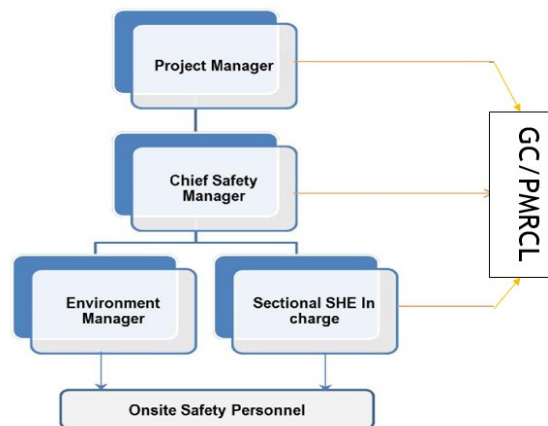 Project Manager
GC/PMRCL
Chief Safety
Manager
Environment
Manager
Sectional SHE In
charge
Onsite Safety Personnel